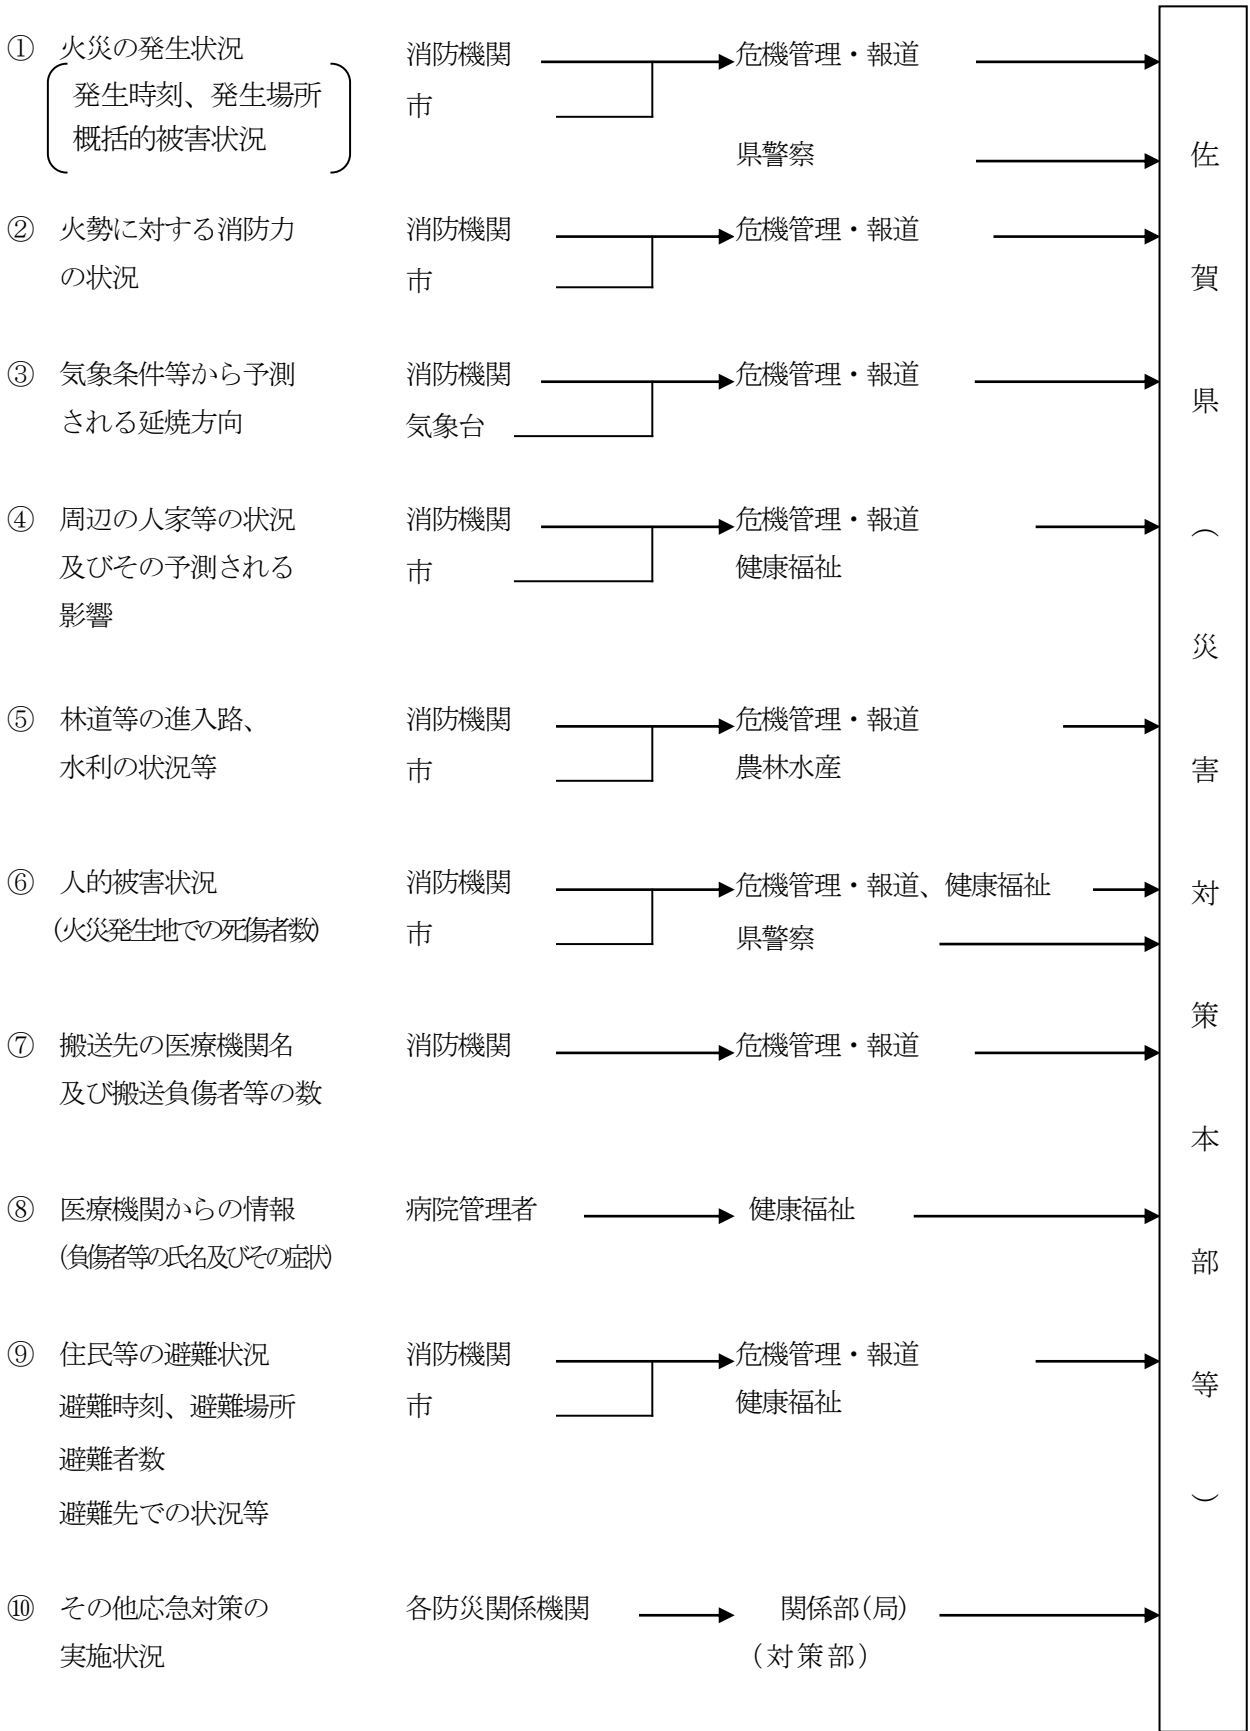 ① 火災の発生状況 消防機関 危機管理・報道
発生時刻、発生場所 市
概括的被害状況 県警察
② 火勢に対する消防力 消防機関 危機管理・報道
の状況 市
③ 気象条件等から予測 消防機関 危機管理・報道
される延焼方向 気象台
④ 周辺の人家等の状況 消防機関 危機管理・報道
及びその予測される 市 健康福祉
影響
⑤ 林道等の進入路、 消防機関 危機管理・報道
水利の状況等 市 農林水産
⑥ 人的被害状況 消防機関 危機管理・報道、健康福祉
(火災発生地での死傷者数) 市 県警察
⑦ 搬送先の医療機関名 消防機関 危機管理・報道
及び搬送負傷者等の数
⑧ 医療機関からの情報 病院管理者 健康福祉
(負傷者等の氏名及びその症状)
⑨ 住民等の避難状況 消防機関 危機管理・報道
避難時刻、避難場所 市 健康福祉
避難者数
避難先での状況等
⑩ その他応急対策の 各防災関係機関 関係部(局)
実施状況 (対策部)
佐賀県(災害対策本部等)